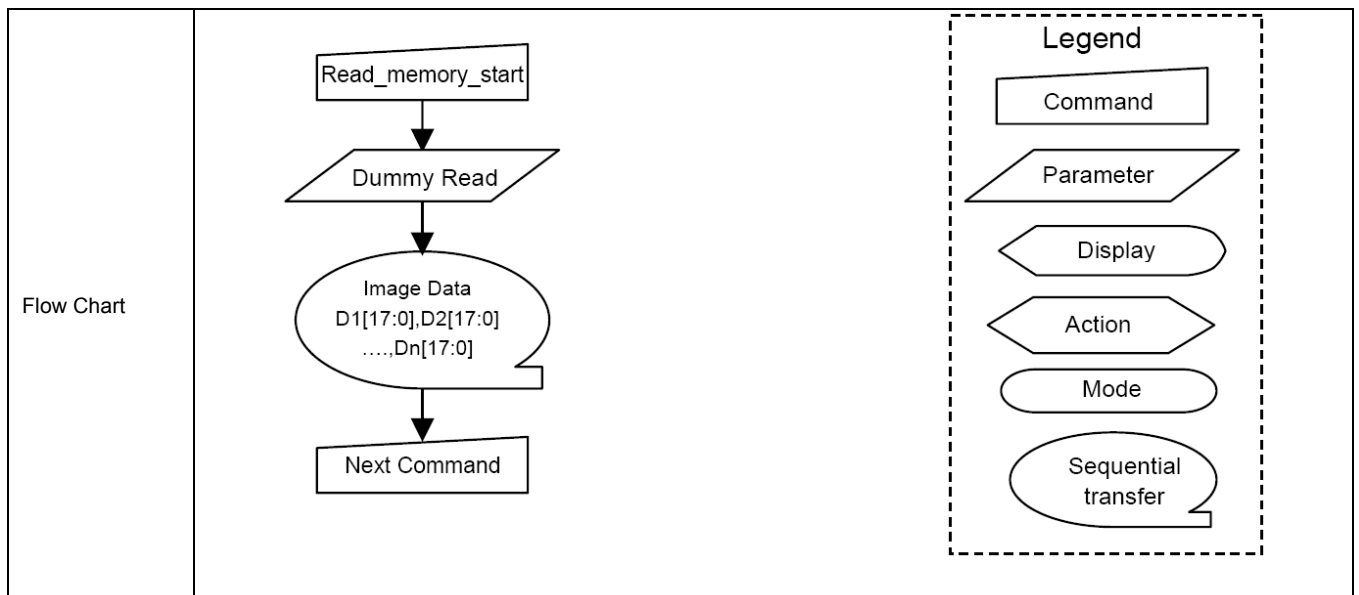 Flow Chart
Read_memory_start
Dummy Read
Image Data
D1[17:0],D2[17:0]
....,Dn[17:0]
Next Command
Legend
Command
Parameter
Display
Action
Mode
Sequential
transfer